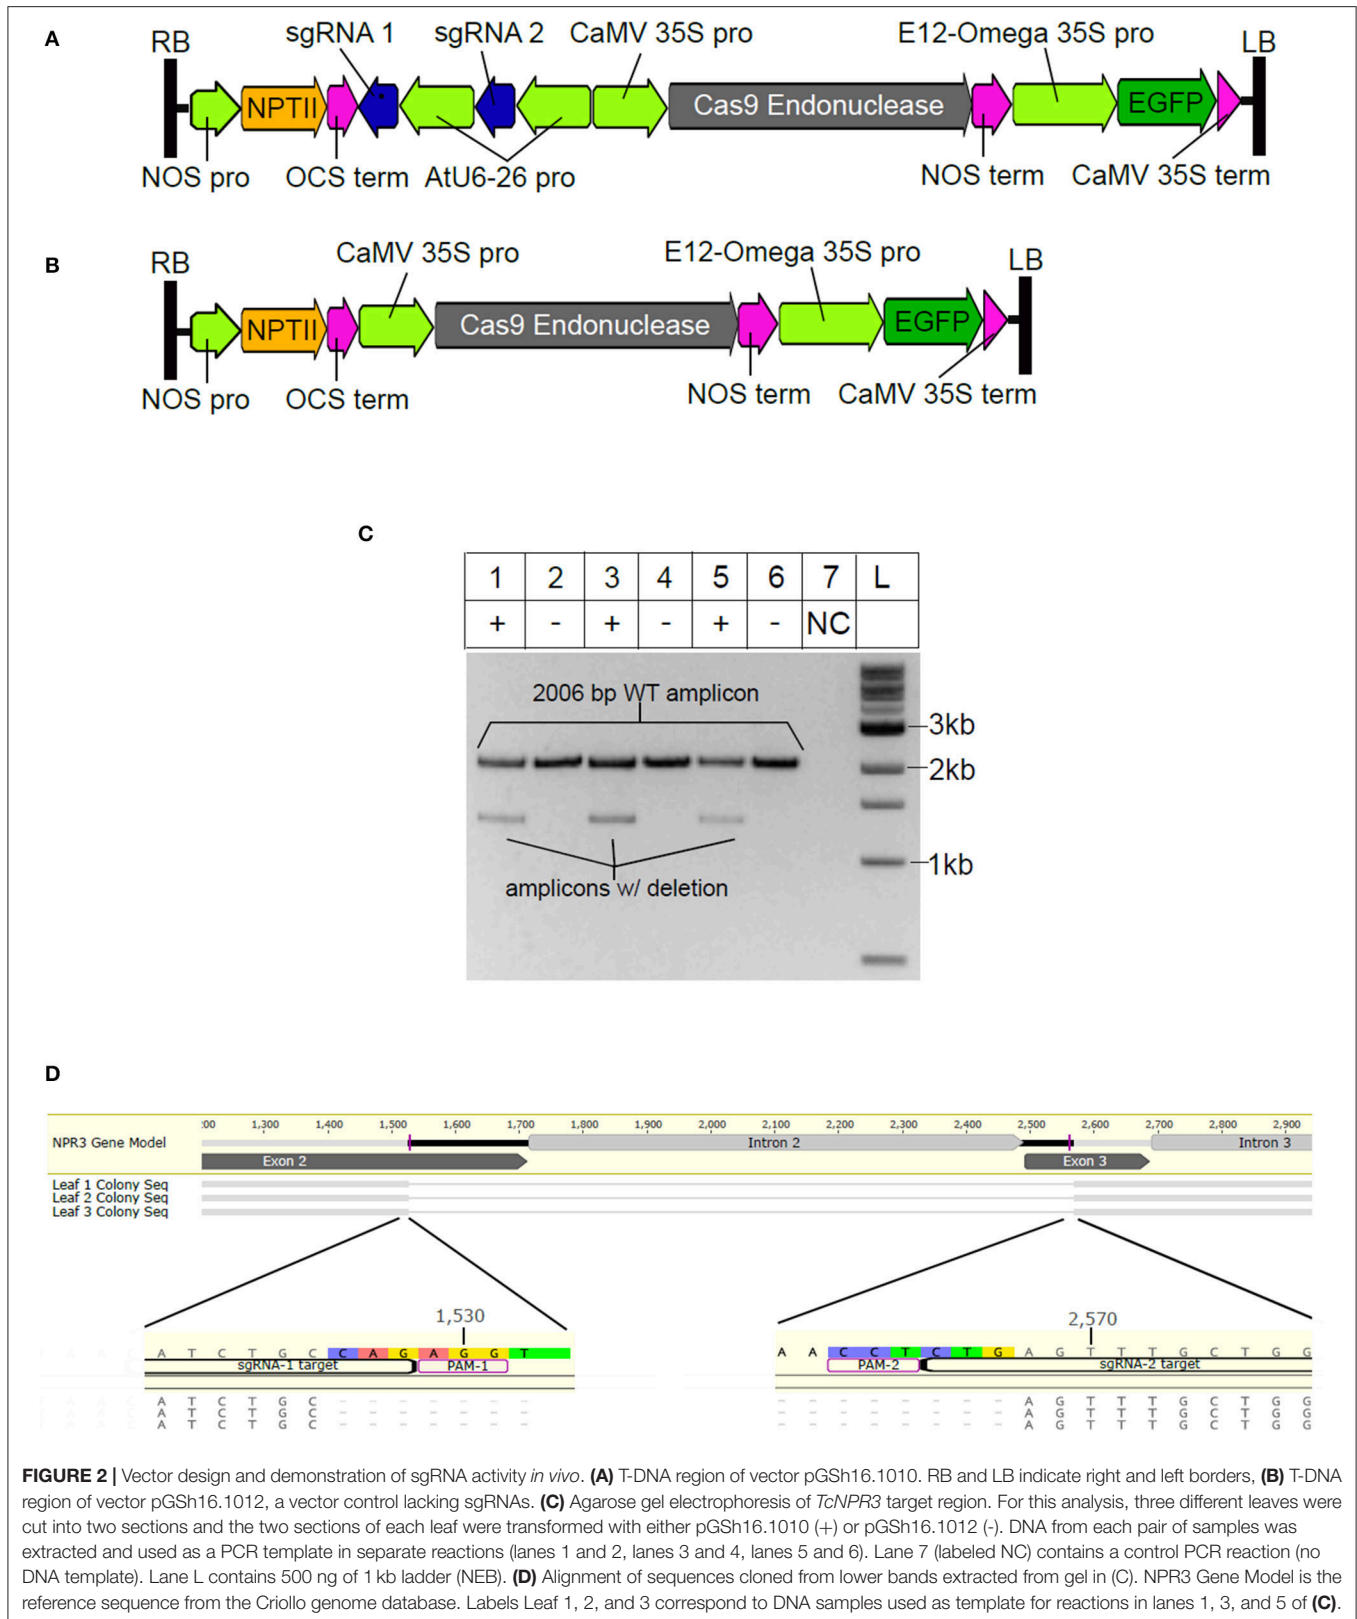 A
RB
sgRNA 1
sgRNA 2
CaMV 35S pro
E12-Omega 35S pro
LB
NPTII
Cas9 Endonuclease
EGFP
NOS pro
OCS term
AtU6-26 pro
NOS term
CaMV 35S term
B
RB
CaMV 35S pro
E12-Omega 35S pro
LB
NPTII
Cas9 Endonuclease
EGFP
NOS pro
OCS term
NOS term
CaMV 35S term
C
1 2 3 4 5 6 7 L
+ - + - + - NC
2006 bp WT amplicon
3kb
2kb
1kb
amplicons w/ deletion
D
:00 1,300 1,400 1,500 1,600 1,700 1,800 1,900 2,000 2,100 2,200 2,300 2,400 2,500 2,600 2,700 2,800 2,900
NPR3 Gene Model
Intron 2
Intron 3
Exon 2
Exon 3
Leaf 1 Colony Seq
Leaf 2 Colony Seq
Leaf 3 Colony Seq
1,530
2,570
A T C T G C C A G A G G T
A A C C T C T G A G T T T G C T G G
sgRNA-1 target
PAM-1
PAM-2
sgRNA-2 target
A T C T G C - - - - - - -
A T C T G C - - - - - - -
A T C T G C - - - - - - -
- - - - - - - - A G T T T G C T G G
- - - - - - - - A G T T T G C T G G
- - - - - - - - A G T T T G C T G G
FIGURE 2 | Vector design and demonstration of sgRNA activity in vivo. (A) T-DNA region of vector pGSh16.1010. RB and LB indicate right and left borders, (B) T-DNA
region of vector pGSh16.1012, a vector control lacking sgRNAs. (C) Agarose gel electrophoresis of TcNPR3 target region. For this analysis, three different leaves were
cut into two sections and the two sections of each leaf were transformed with either pGSh16.1010 (+) or pGSh16.1012 (-). DNA from each pair of samples was
extracted and used as a PCR template in separate reactions (lanes 1 and 2, lanes 3 and 4, lanes 5 and 6). Lane 7 (labeled NC) contains a control PCR reaction (no
DNA template). Lane L contains 500 ng of 1 kb ladder (NEB). (D) Alignment of sequences cloned from lower bands extracted from gel in (C). NPR3 Gene Model is the
reference sequence from the Criollo genome database. Labels Leaf 1, 2, and 3 correspond to DNA samples used as template for reactions in lanes 1, 3, and 5 of (C).